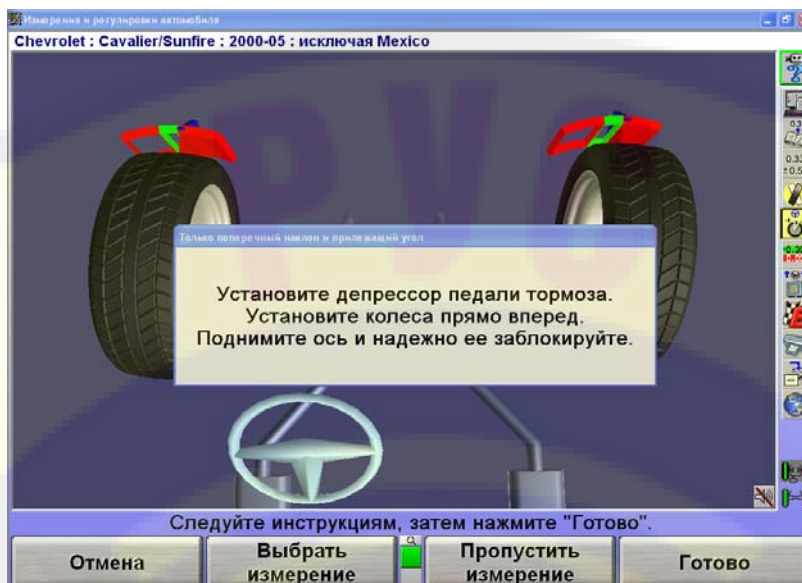 Измерения и регулировки автомобиля
Chevrolet : Cavalier/Sunfire : 2000-05 : исключая Mexico
PVC
Только поперечный наклон и прилежащий угол
Установите депрессор педали тормоза.
Установите колеса прямо вперед.
Поднимите ось и надежно ее заблокируйте.
Следуйте инструкциям, затем нажмите "Готово".
Отмена
Выбрать
измерение
Пропустить
измерение
Готово